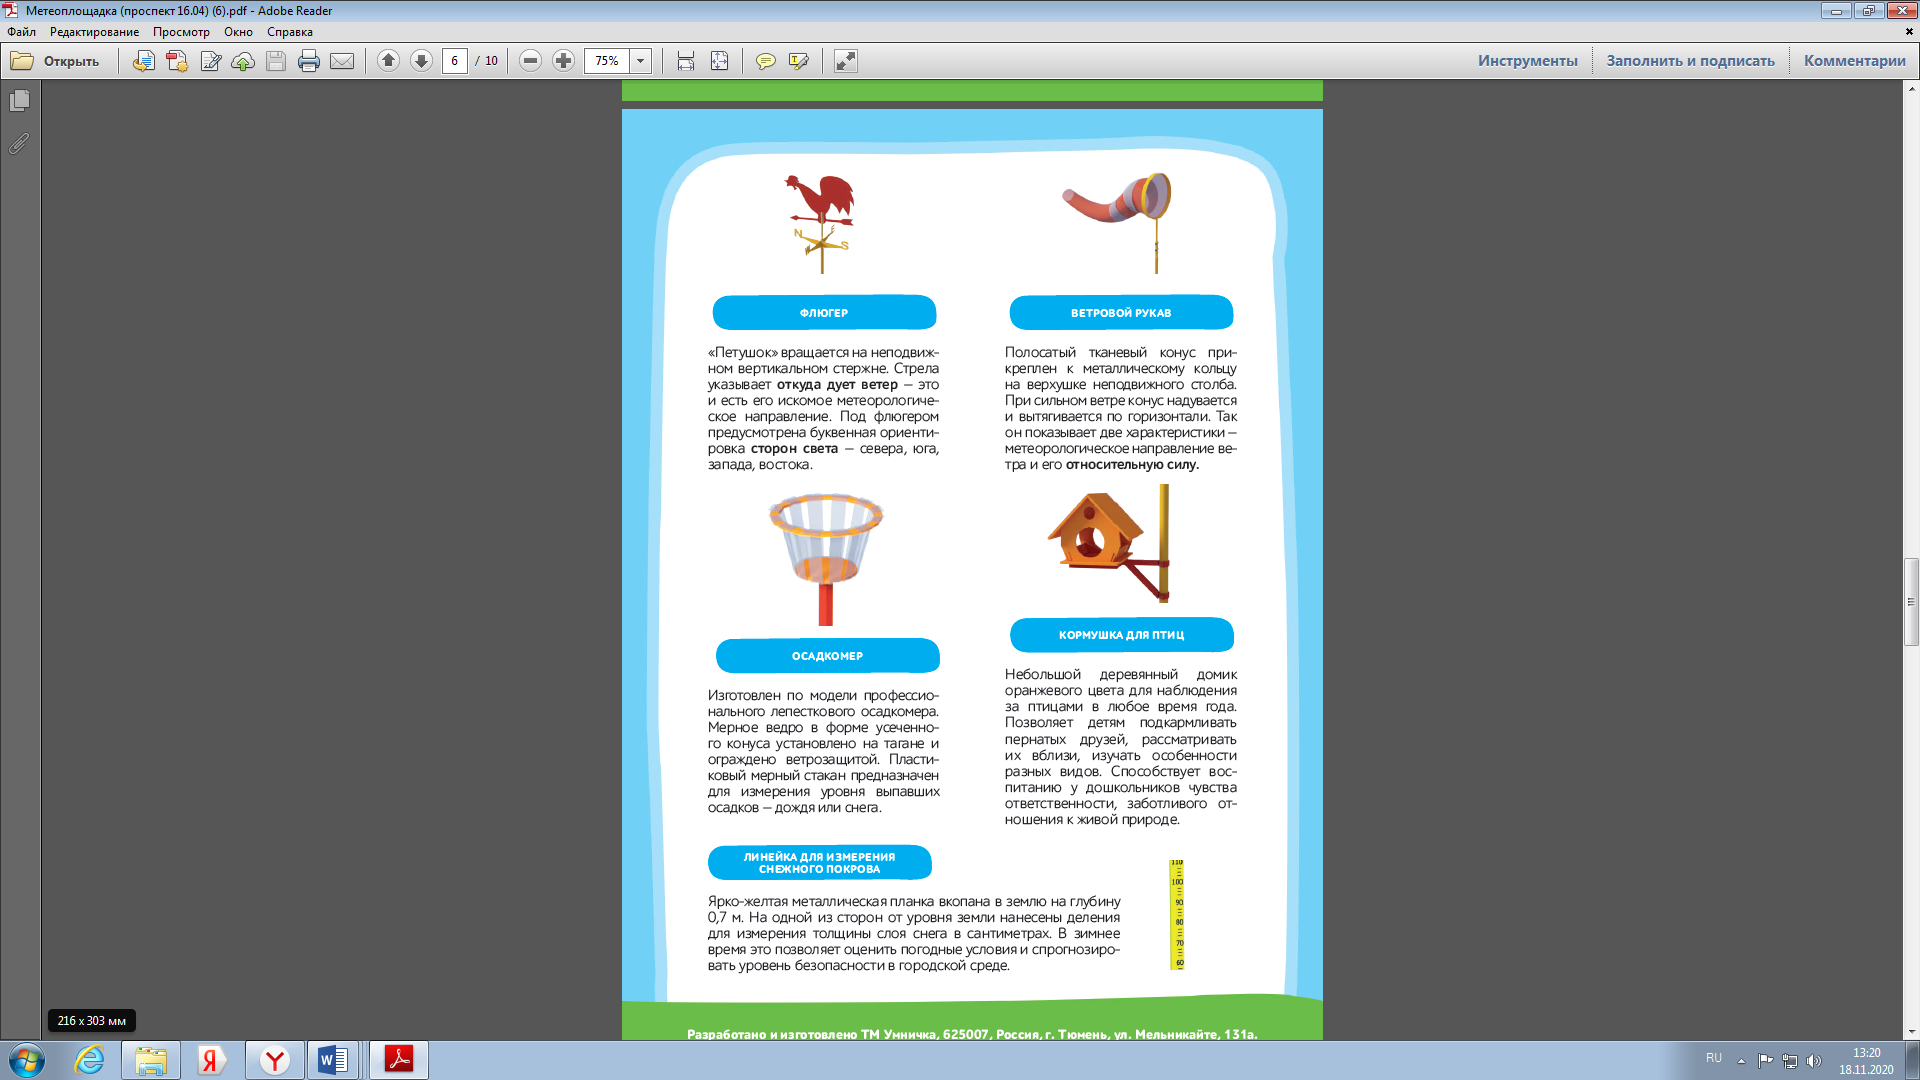 Метеоплощадка (проспект 16.04) (6).pdf - Adobe Reader
Файл Редактирование Просмотр Окно Справка
Открыть 6 / 10 75% Инструменты Заполнить и подписать Комментарии
N S
ФЛЮГЕР
«Петушок» вращается на неподвиж-
ном вертикальном стержне. Стрела
указывает откуда дует ветер – это
и есть его искомое метеорологиче-
ское направление. Под флюгером
предусмотрена буквенная ориенти-
ровка сторон света – севера, юга,
запада, востока.
ВЕТРОВОЙ РУКАВ
Полосатый тканевый конус при-
креплен к металлическому кольцу
на верхушке неподвижного столба.
При сильном ветре конус надувается
и вытягивается по горизонтали. Так
он показывает две характеристики –
метеорологическое направление ве-
тра и его относительную силу.
ОСАДКОМЕР
Изготовлен по модели профессио-
нального лепесткового осадкомера.
Мерное ведро в форме усеченно-
го конуса установлено на тагане и
ограждено ветрозащитой. Пласти-
ковый мерный стакан предназначен
для измерения уровня выпавших
осадков – дождя или снега.
КОРМУШКА ДЛЯ ПТИЦ
Небольшой деревянный домик
оранжевого цвета для наблюдения
за птицами в любое время года.
Позволяет детям подкармливать
пернатых друзей, рассматривать
их вблизи, изучать особенности
разных видов. Способствует вос-
питанию у дошкольников чувства
ответственности, заботливого от-
ношения к живой природе.
ЛИНЕЙКА ДЛЯ ИЗМЕРЕНИЯ
СНЕЖНОГО ПОКРОВА
Ярко-желтая металлическая планка вкопана в землю на глубину
0,7 м. На одной из сторон от уровня земли нанесены деления
для измерения толщины слоя снега в сантиметрах. В зимнее
время это позволяет оценить погодные условия и спрогнозиро-
вать уровень безопасности в городской среде.
110
100
90
80
70
60
216 x 303 мм
Разработано и изготовлено ТМ Умничка, 625007, Россия, г. Тюмень, ул. Мельникайте, 131а.
RU
13:20
18.11.2020